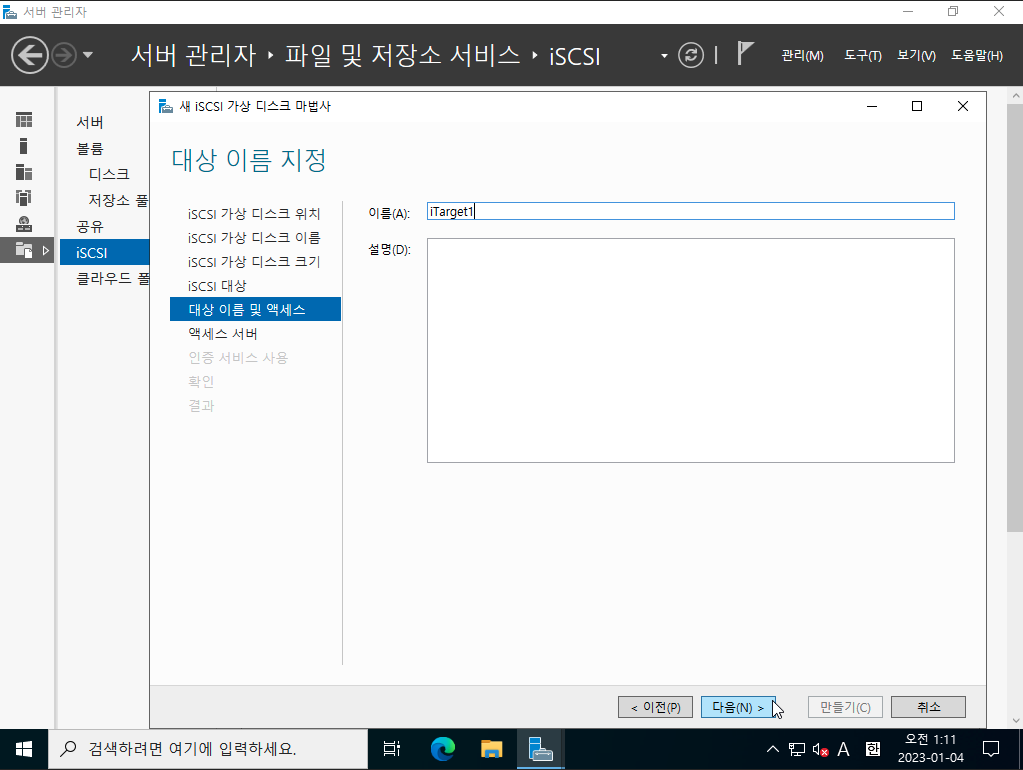 서버 관리자
서버 관리자 ‣ 파일 및 저장소 서비스 ‣ iSCSI
관리(M) 도구(T) 보기(V) 도움말(H)
서버
볼륨
디스크
저장소 풀
공유
iSCSI
클라우드 폴
새 iSCSI 가상 디스크 마법사
대상 이름 지정
iSCSI 가상 디스크 위치
iSCSI 가상 디스크 이름
iSCSI 가상 디스크 크기
iSCSI 대상
대상 이름 및 액세스
액세스 서버
인증 서비스 사용
확인
결과
이름(A): iTarget1
설명(D):
< 이전(P) 다음(N) > 만들기(C) 취소
검색하려면 여기에 입력하세요.
A 한
오전 1:11
2023-01-04